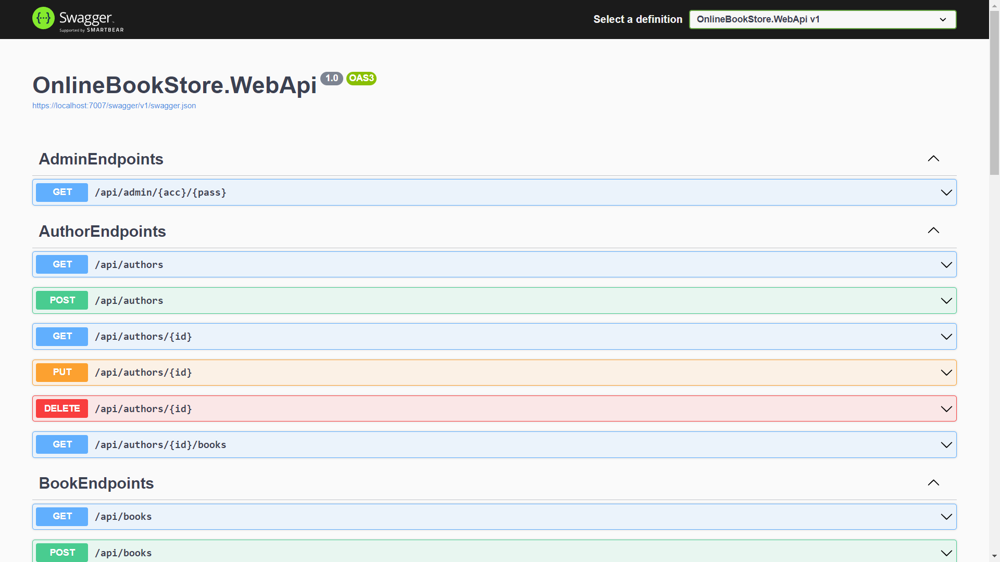 Swagger
Supported by SMARTBEAR
Select a definition
OnlineBookStore.WebApi v1
OnlineBookStore.WebApi 1.0 OAS3
https://localhost:7007/swagger/v1/swagger.json
AdminEndpoints
GET /api/admin/{acc}/{pass}
AuthorEndpoints
GET /api/authors
POST /api/authors
GET /api/authors/{id}
PUT /api/authors/{id}
DELETE /api/authors/{id}
GET /api/authors/{id}/books
BookEndpoints
GET /api/books
POST /api/books